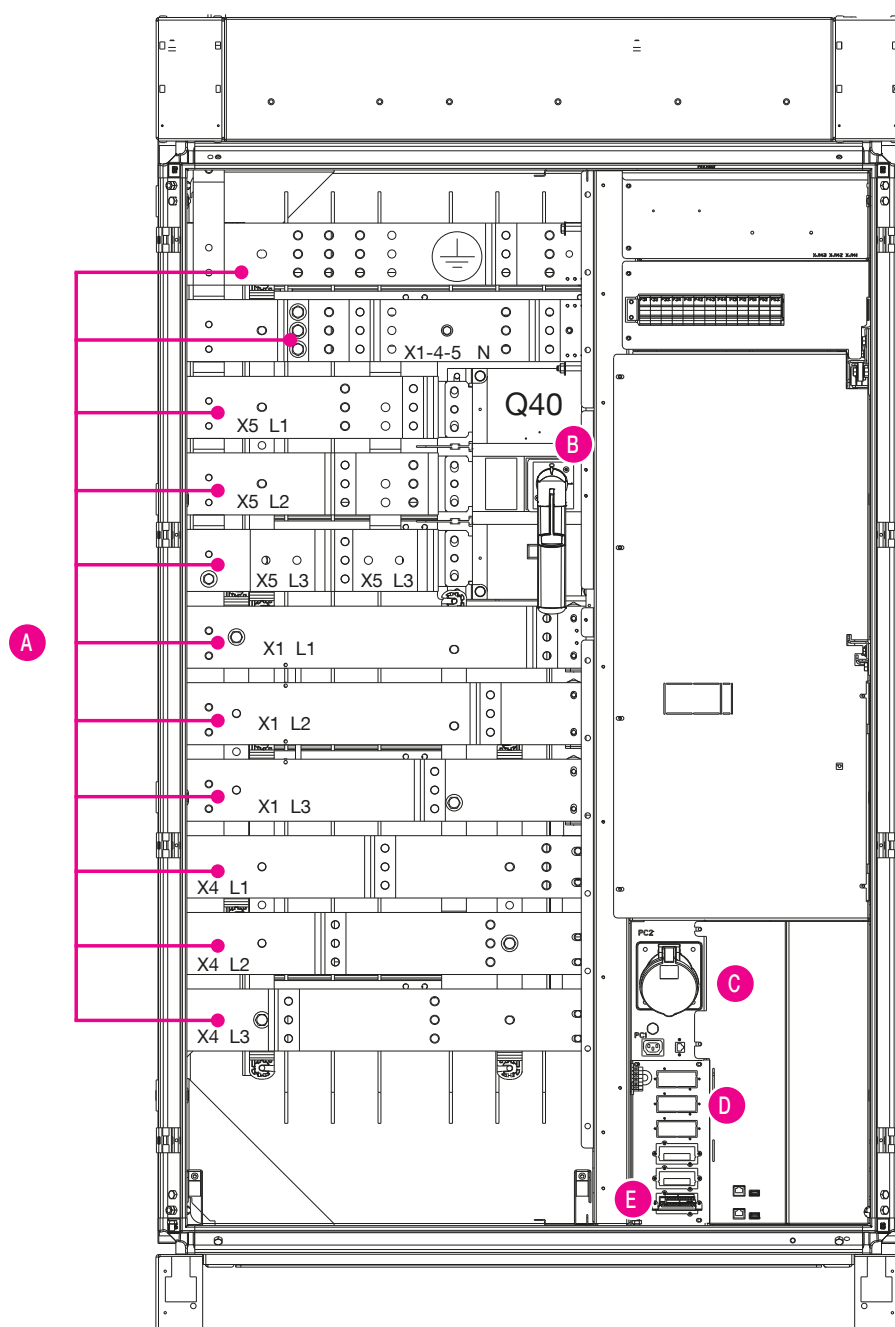 X1-4-5 N
X5 L1
Q40
B
X5 L2
X5 L3
X5 L3
A
X1 L1
X1 L2
X1 L3
X4 L1
X4 L2
PC2
C
X4 L3
PC1
D
E